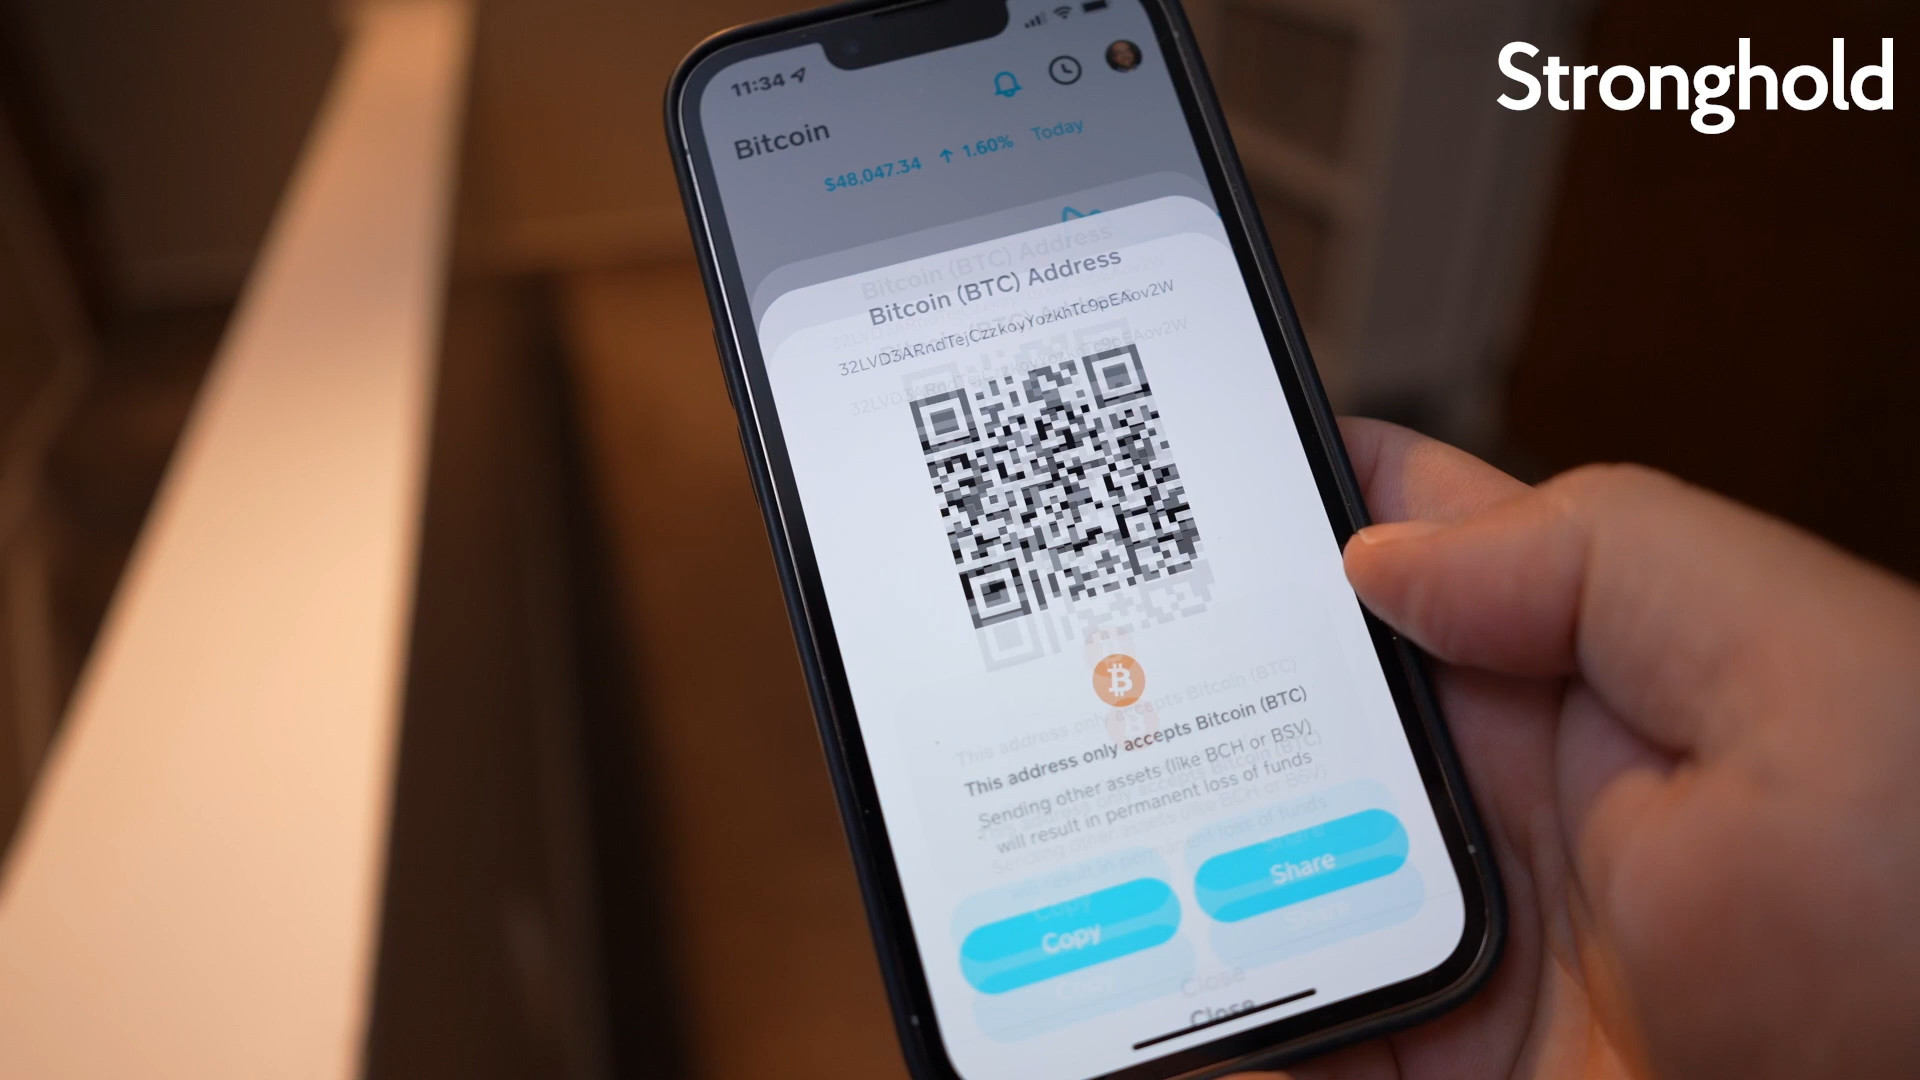 Stronghold
11:34
Bitcoin
$48,047.34 ↑ 1.60% Today
Bitcoin (BTC) Address
32LVD3ARndTejCzzkoyYozkhTc9pEAov2W
This address only accepts Bitcoin (BTC)
Sending other assets (like BCH or BSV)
will result in permanent loss of funds
Copy
Share
Close